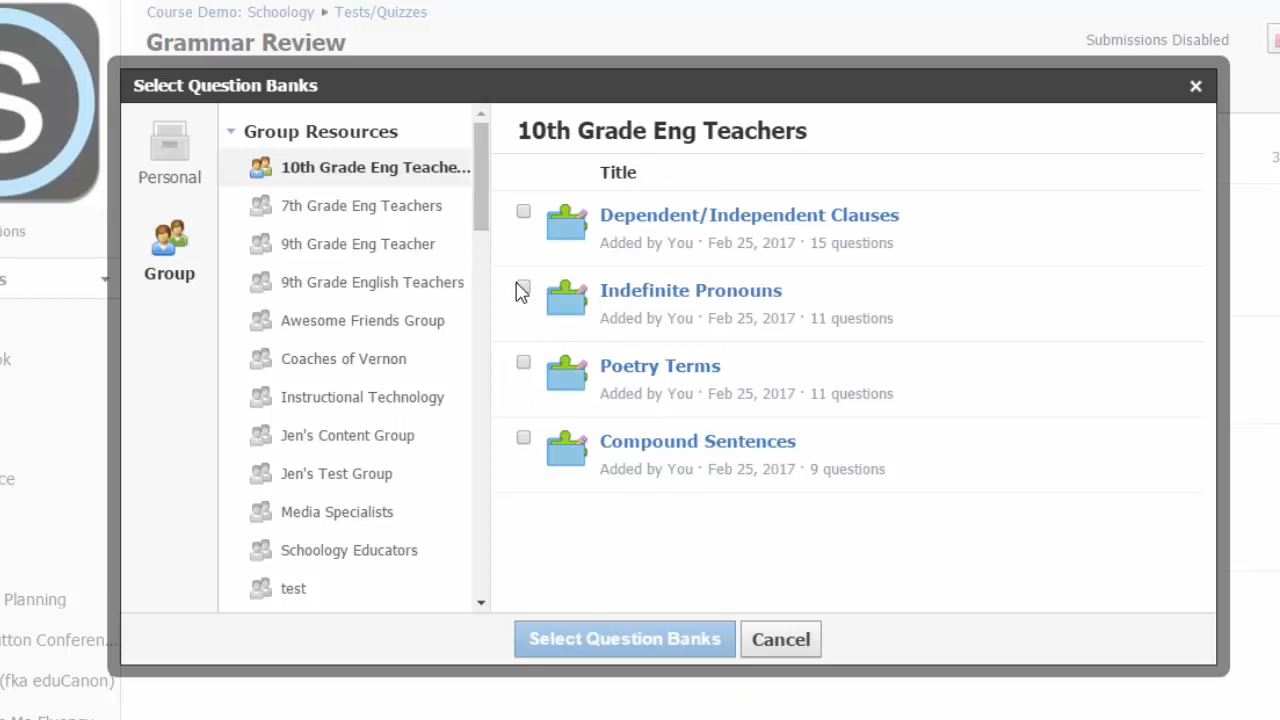 Course Demo: Schoology ▸ Tests/Quizzes
Grammar Review
Submissions Disabled
Select Question Banks
Personal
Group
Group Resources
10th Grade Eng Teache...
7th Grade Eng Teachers
9th Grade Eng Teacher
9th Grade English Teachers
Awesome Friends Group
Coaches of Vernon
Instructional Technology
Jen's Content Group
Jen's Test Group
Media Specialists
Schoology Educators
test
10th Grade Eng Teachers
Title
Dependent/Independent Clauses
Added by You · Feb 25, 2017 · 15 questions
Indefinite Pronouns
Added by You · Feb 25, 2017 · 11 questions
Poetry Terms
Added by You · Feb 25, 2017 · 11 questions
Compound Sentences
Added by You · Feb 25, 2017 · 9 questions
Select Question Banks
Cancel
Planning
(fka eduCanon)